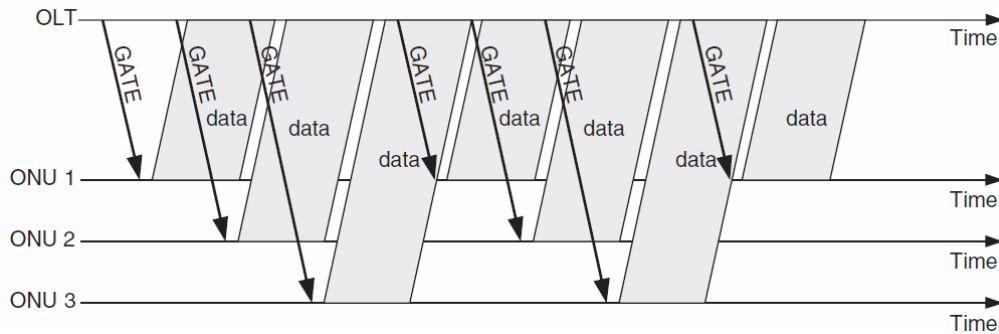 OLT
Time
GATE GATE GATE GATE GATE GATE GATE
data data data data data data data
ONU 1
Time
ONU 2
Time
ONU 3
Time